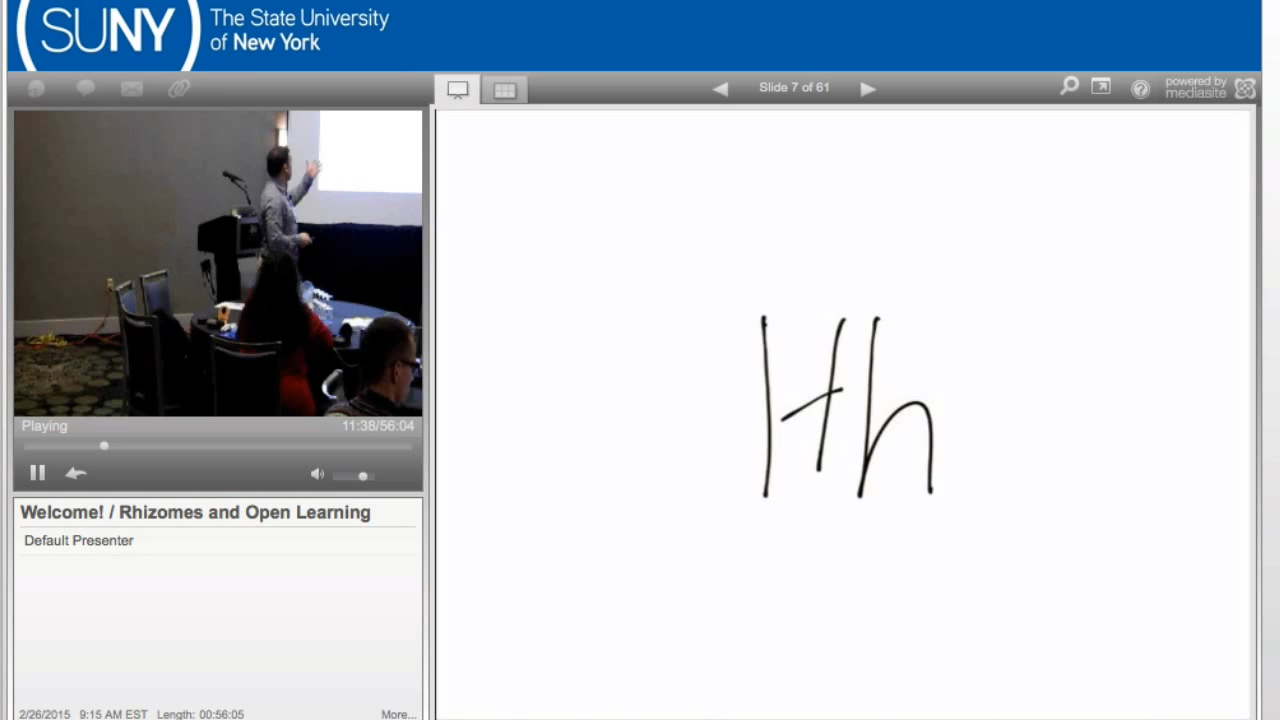 SUNY
The State University
of New York
Slide 7 of 61
powered by
mediasite
Hh
Playing
11:38/56:04
Welcome! / Rhizomes and Open Learning
Default Presenter
2/26/2015 9:15 AM EST Length: 00:56:05
More...